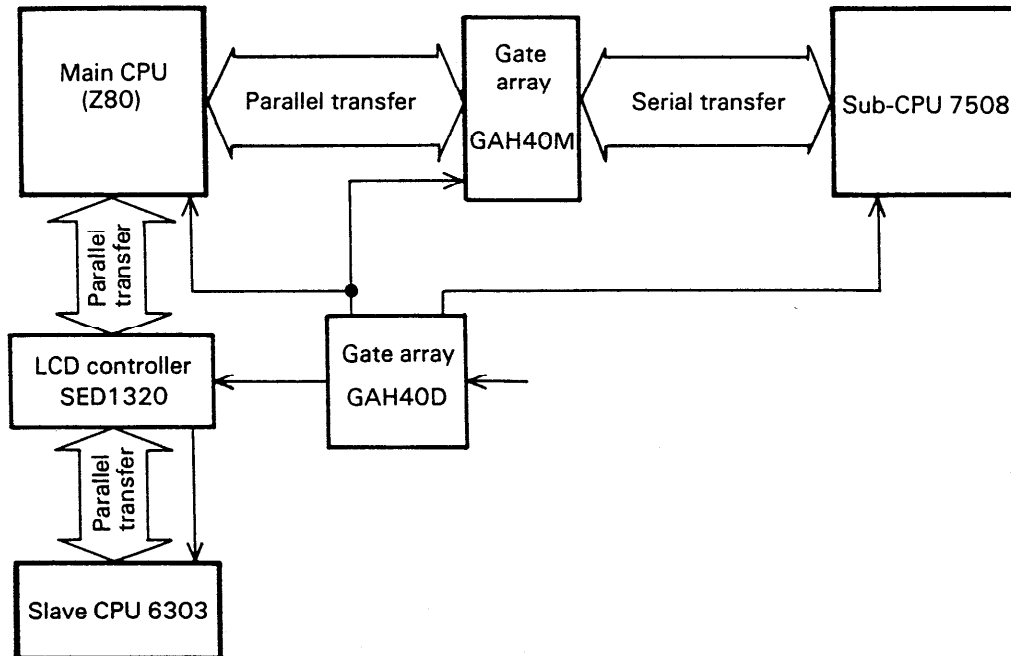 Main CPU
(Z80)
Parallel transfer
Gate
array
GAH40M
Serial transfer
Sub-CPU 7508
Parallel
transfer
LCD controller
SED1320
Gate array
GAH40D
Parallel
transfer
Slave CPU 6303